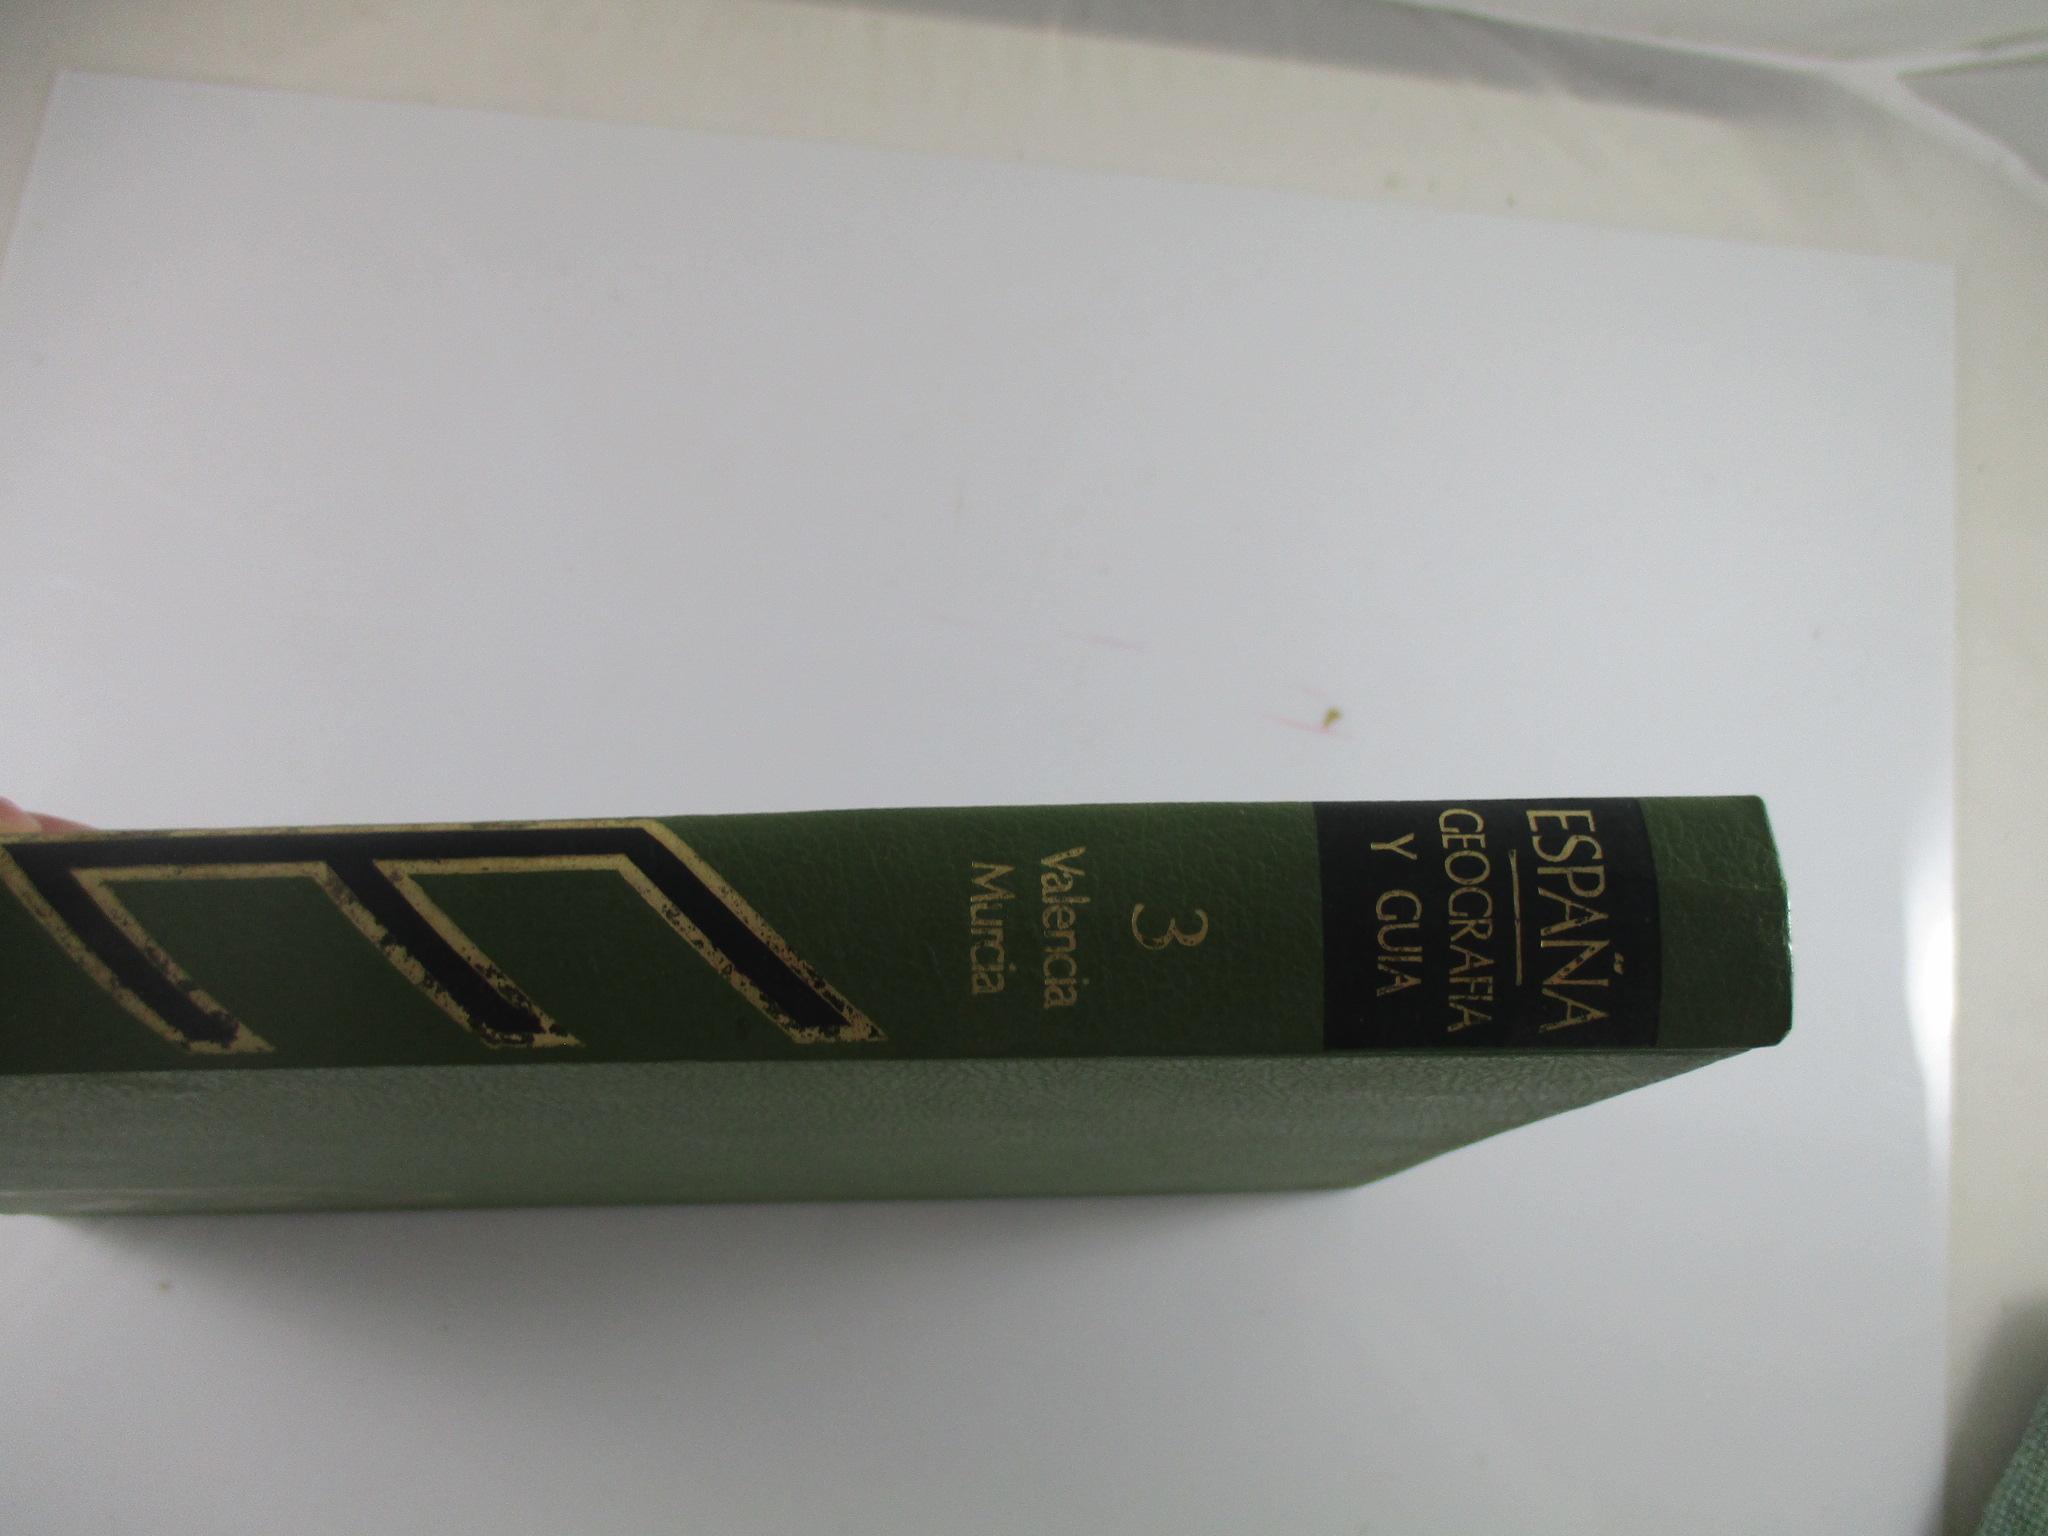 ESPAÑA
GEOGRAFIA
Y GUIA
3
Valencia
Murcia